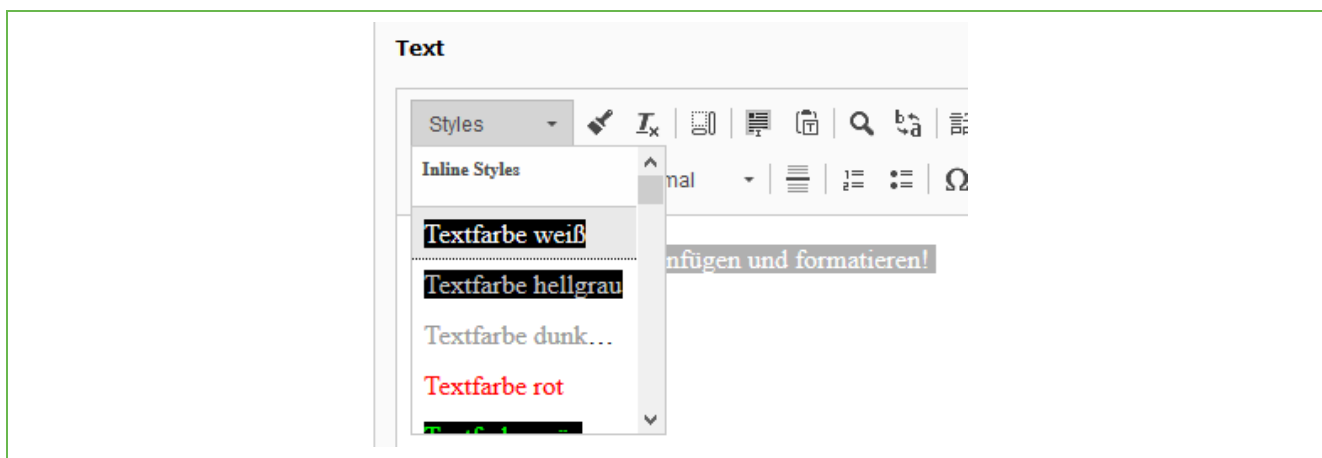 Text
Styles
Inline Styles
mal
Textfarbe weiß
nfügen und formatieren!
Textfarbe hellgrau
Textfarbe dunk…
Textfarbe rot